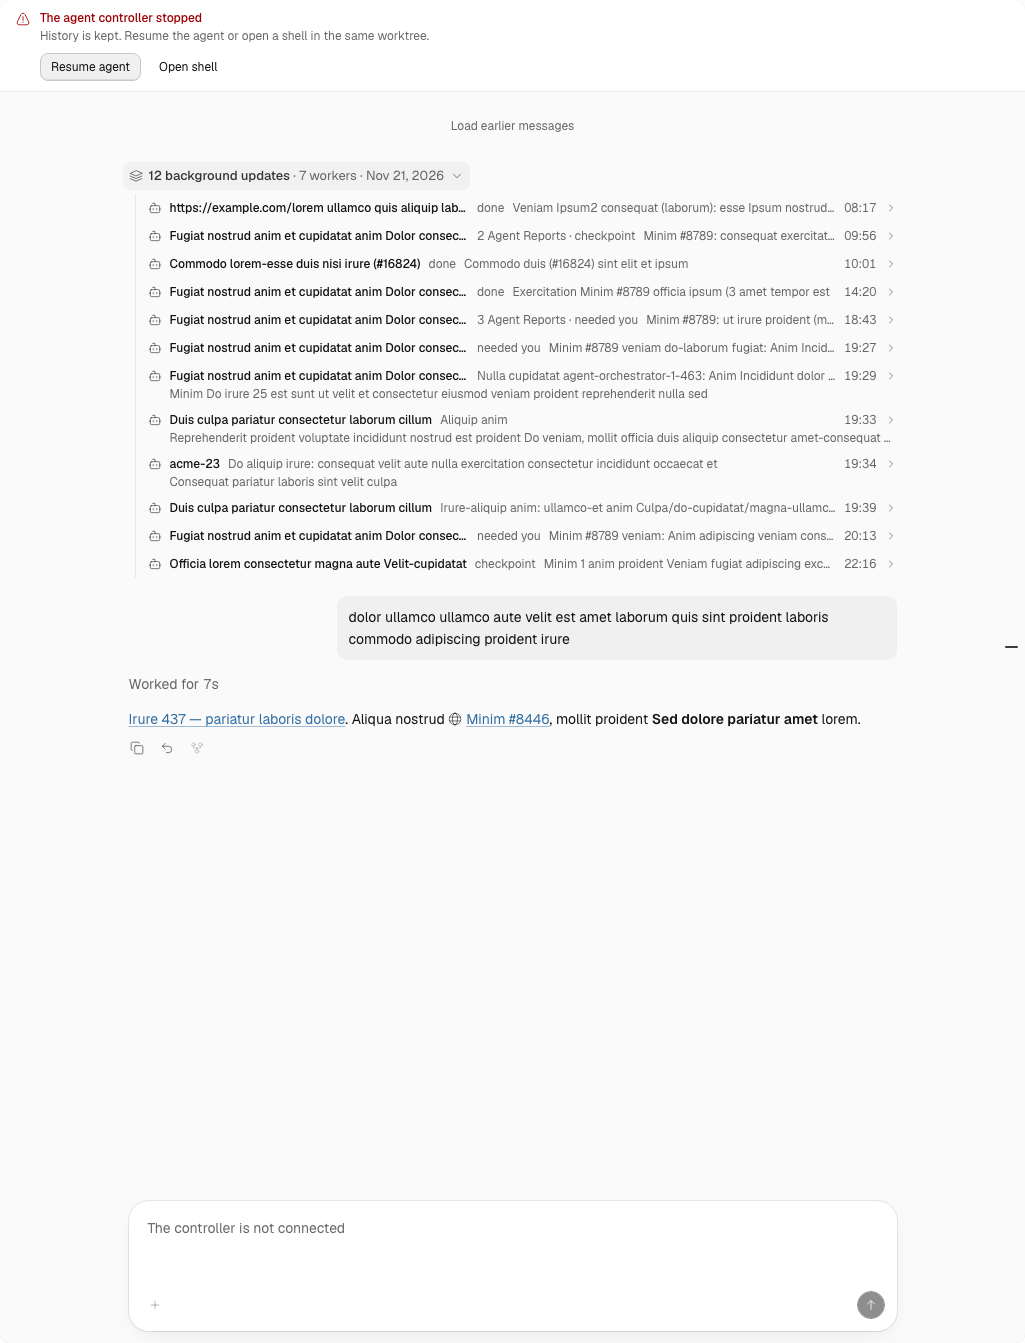 The agent controller stopped
History is kept. Resume the agent or open a shell in the same worktree.
Resume agent Open shell
Load earlier messages
12 background updates · 7 workers · Nov 21, 2026
https://example.com/lorem ullamco quis aliquip lab… done Veniam Ipsum2 consequat (laborum): esse Ipsum nostrud… 08:17
Fugiat nostrud anim et cupidatat anim Dolor consec… 2 Agent Reports · checkpoint Minim #8789: consequat exercitat… 09:56
Commodo lorem-esse duis nisi irure (#16824) done Commodo duis (#16824) sint elit et ipsum 10:01
Fugiat nostrud anim et cupidatat anim Dolor consec… done Exercitation Minim #8789 officia ipsum (3 amet tempor est 14:20
Fugiat nostrud anim et cupidatat anim Dolor consec… 3 Agent Reports · needed you Minim #8789: ut irure proident (m… 18:43
Fugiat nostrud anim et cupidatat anim Dolor consec… needed you Minim #8789 veniam do-laborum fugiat: Anim Incid… 19:27
Fugiat nostrud anim et cupidatat anim Dolor consec… Nulla cupidatat agent-orchestrator-1-463: Anim Incididunt dolor … 19:29
Minim Do irure 25 est sunt ut velit et consectetur eiusmod veniam proident reprehenderit nulla sed
Duis culpa pariatur consectetur laborum cillum Aliquip anim 19:33
Reprehenderit proident voluptate incididunt nostrud est proident Do veniam, mollit officia duis aliquip consectetur amet-consequat …
acme-23 Do aliquip irure: consequat velit aute nulla exercitation consectetur incididunt occaecat et 19:34
Consequat pariatur laboris sint velit culpa
Duis culpa pariatur consectetur laborum cillum Irure-aliquip anim: ullamco-et anim Culpa/do-cupidatat/magna-ullamc… 19:39
Fugiat nostrud anim et cupidatat anim Dolor consec… needed you Minim #8789 veniam: Anim adipiscing veniam cons… 20:13
Officia lorem consectetur magna aute Velit-cupidatat checkpoint Minim 1 anim proident Veniam fugiat adipiscing exc… 22:16
dolor ullamco ullamco aute velit est amet laborum quis sint proident laboris
commodo adipiscing proident irure
Worked for 7s
Irure 437 — pariatur laboris dolore. Aliqua nostrud Minim #8446, mollit proident Sed dolore pariatur amet lorem.
The controller is not connected